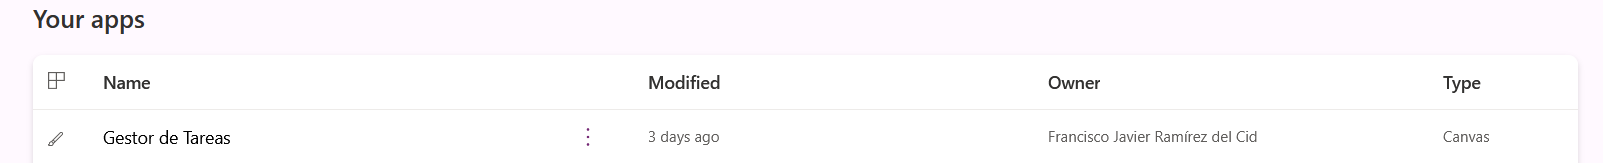 Your apps
Name Modified Owner Type
Gestor de Tareas 3 days ago Francisco Javier Ramírez del Cid Canvas